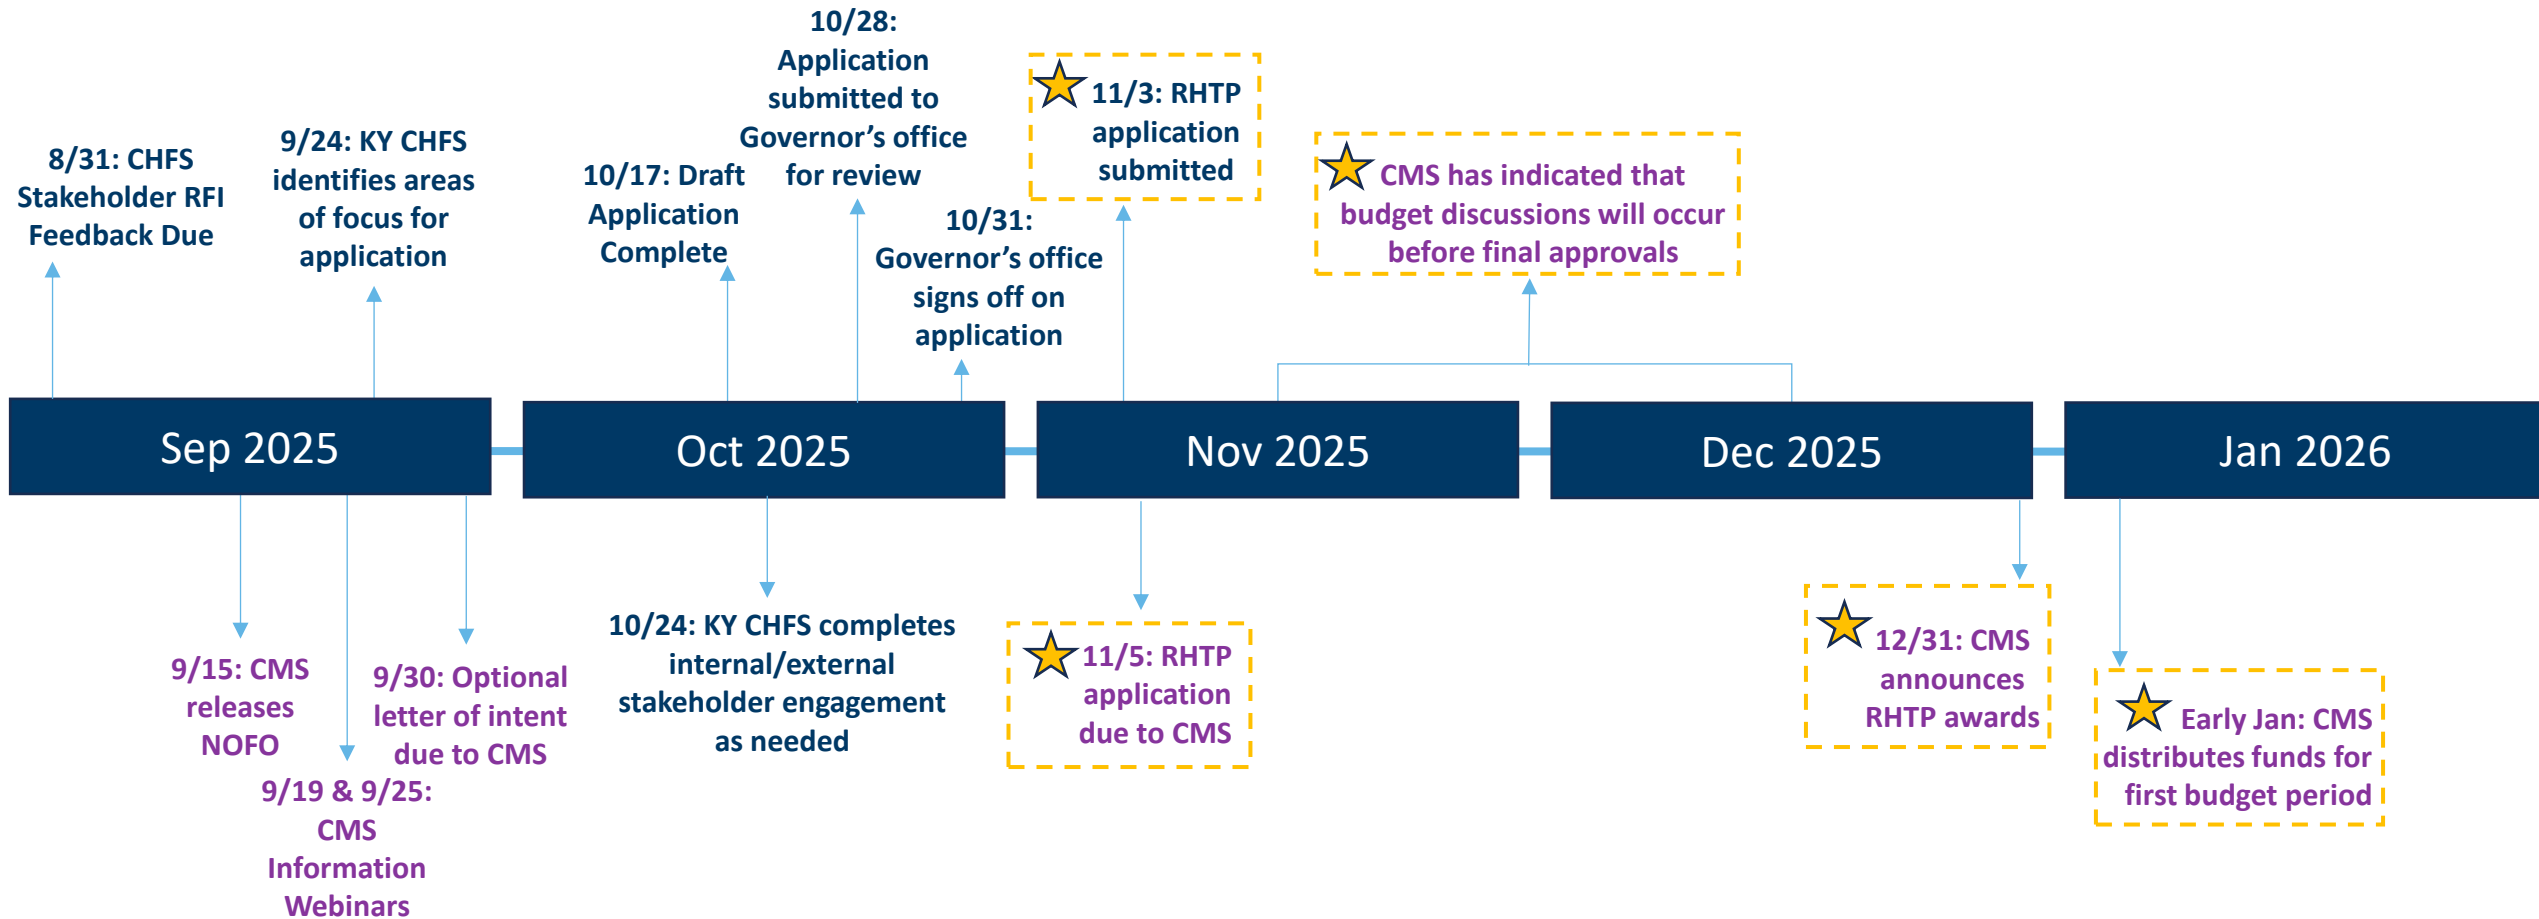 8/31: CHFS
Stakeholder RFI
Feedback Due
9/24: KY CHFS
identifies areas
of focus for
application
10/17: Draft
Application
Complete
10/28:
Application
submitted to
Governor’s office
for review
10/31:
Governor’s office
signs off on
application
11/3: RHTP
application
submitted
CMS has indicated that
budget discussions will occur
before final approvals
Sep 2025
Oct 2025
Nov 2025
Dec 2025
Jan 2026
9/15: CMS
releases
NOFO
9/19 & 9/25:
CMS
Information
Webinars
9/30: Optional
letter of intent
due to CMS
10/24: KY CHFS completes
internal/external
stakeholder engagement
as needed
11/5: RHTP
application
due to CMS
12/31: CMS
announces
RHTP awards
Early Jan: CMS
distributes funds for
first budget period